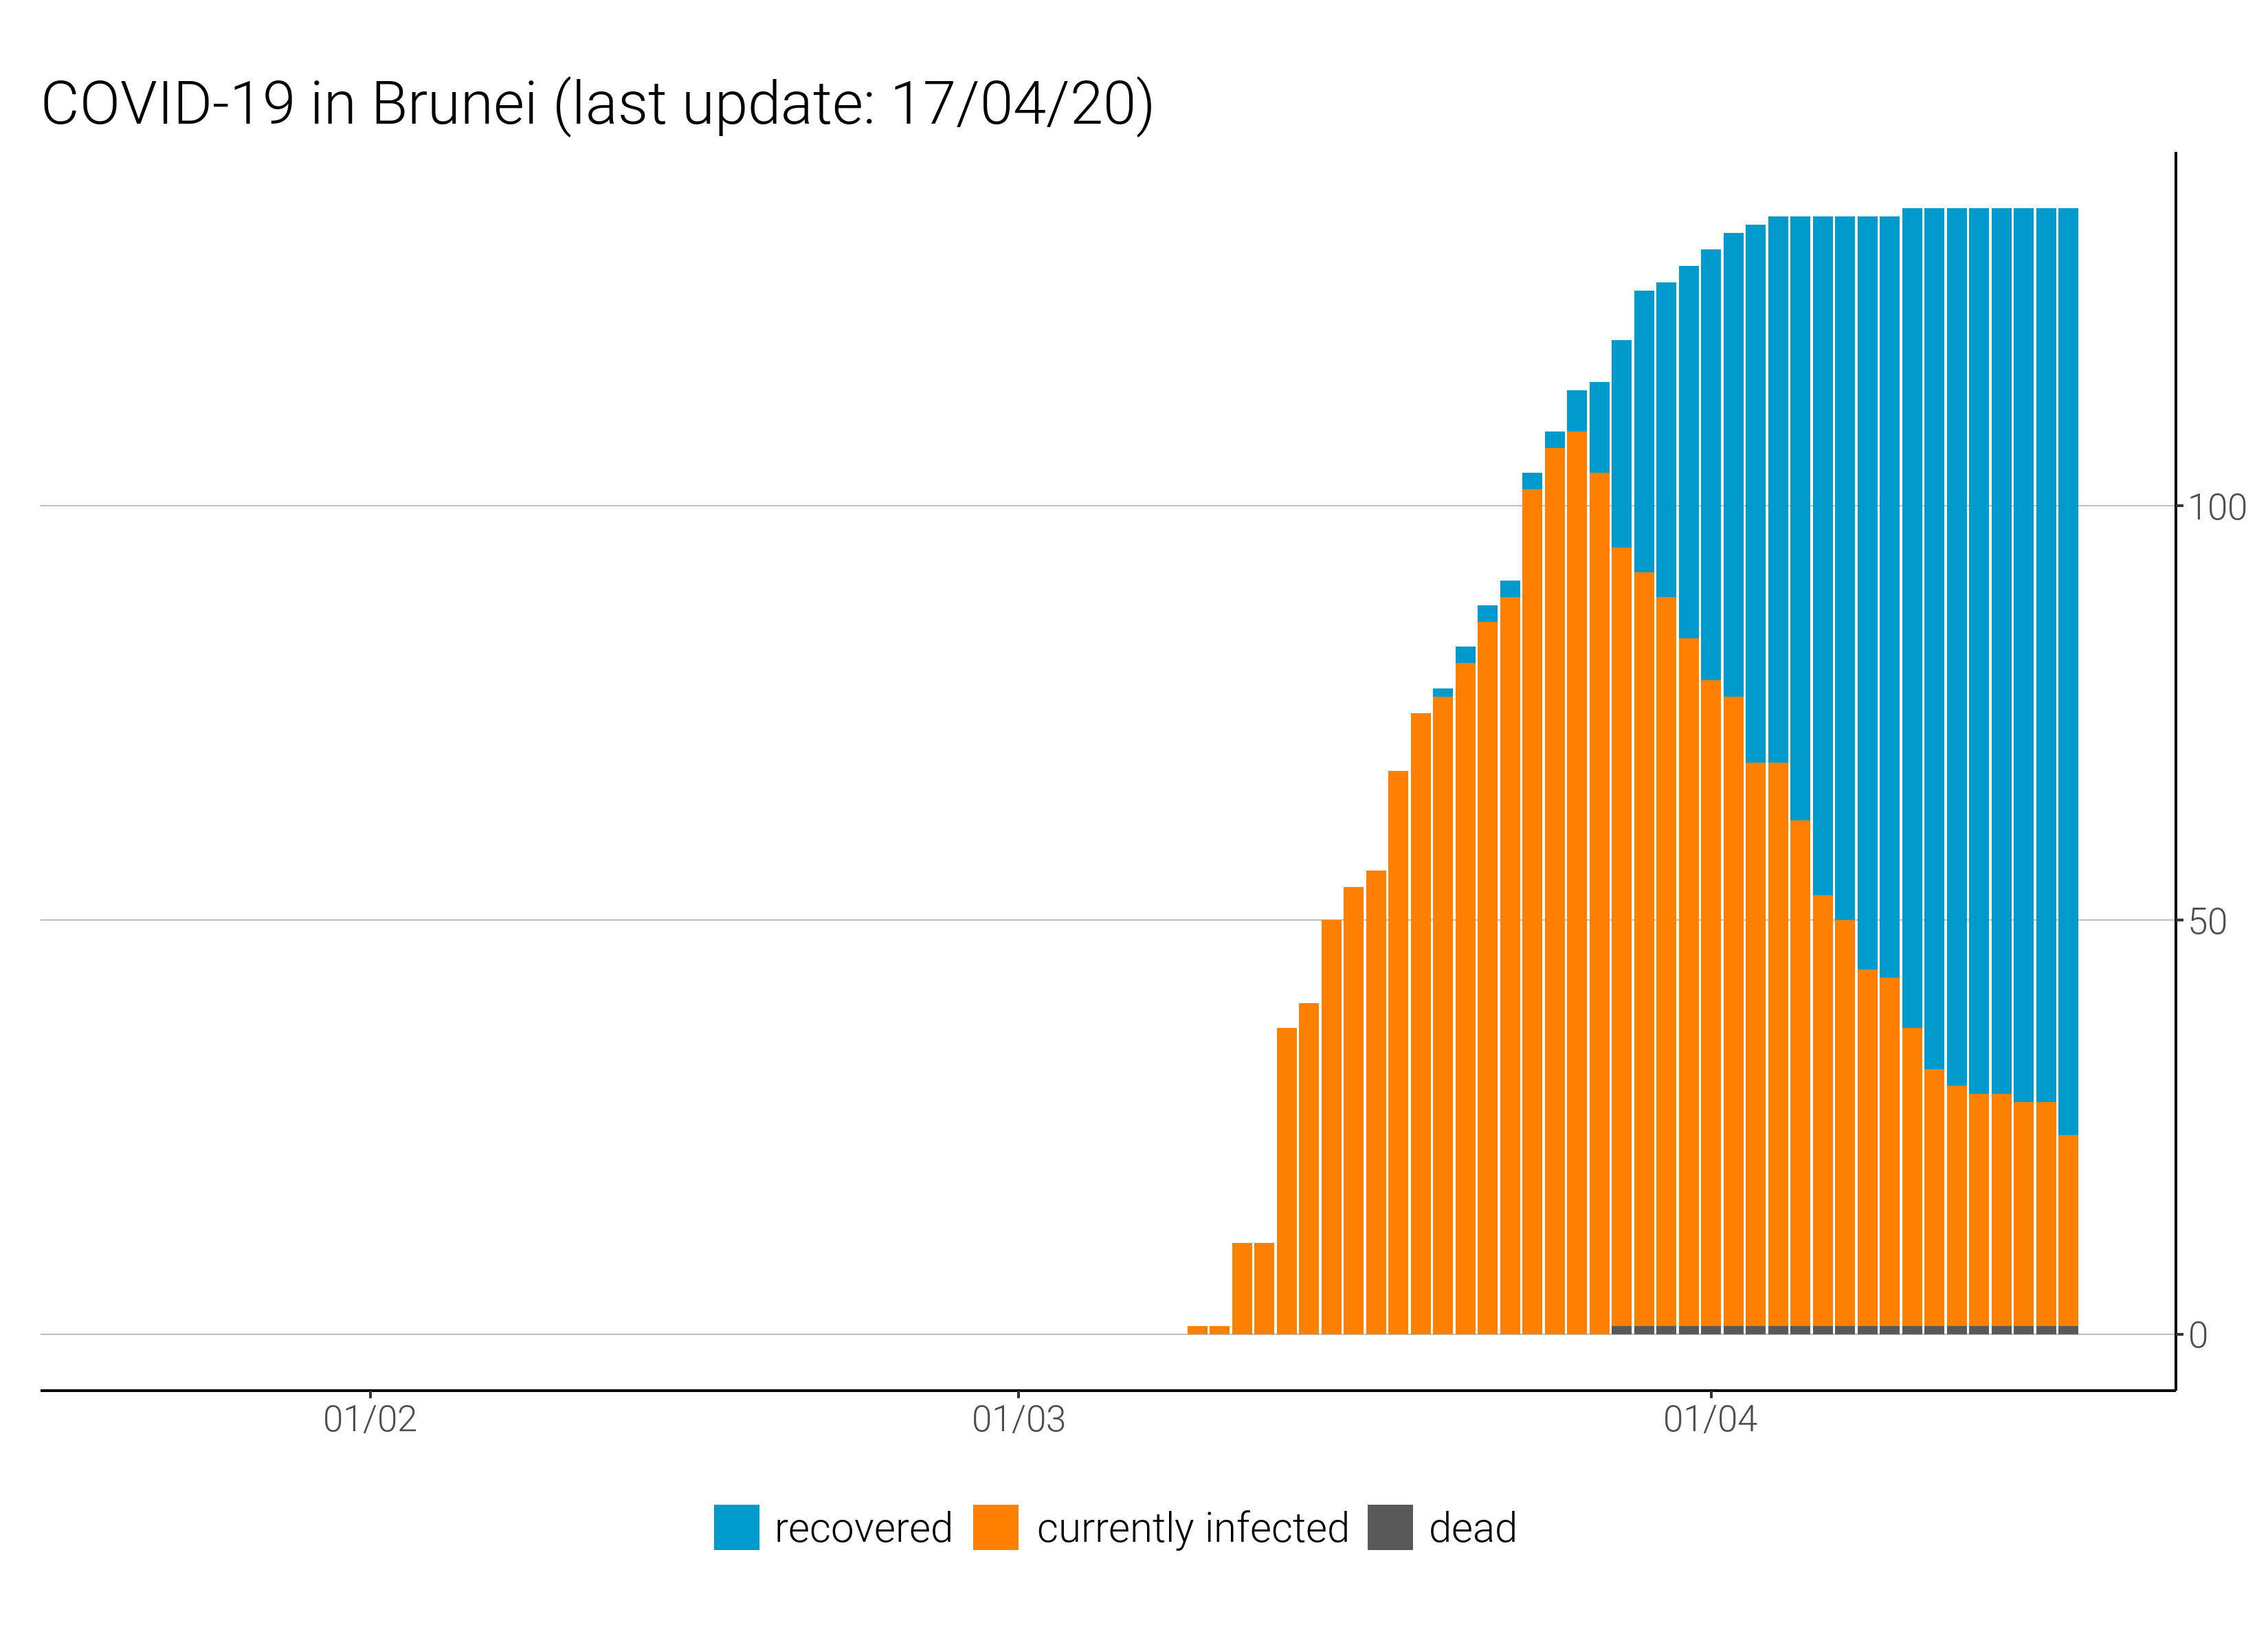 COVID-19 in Brunei (last update: 17/04/20)
100
50
0
01/02 01/03 01/04
recovered currently infected dead